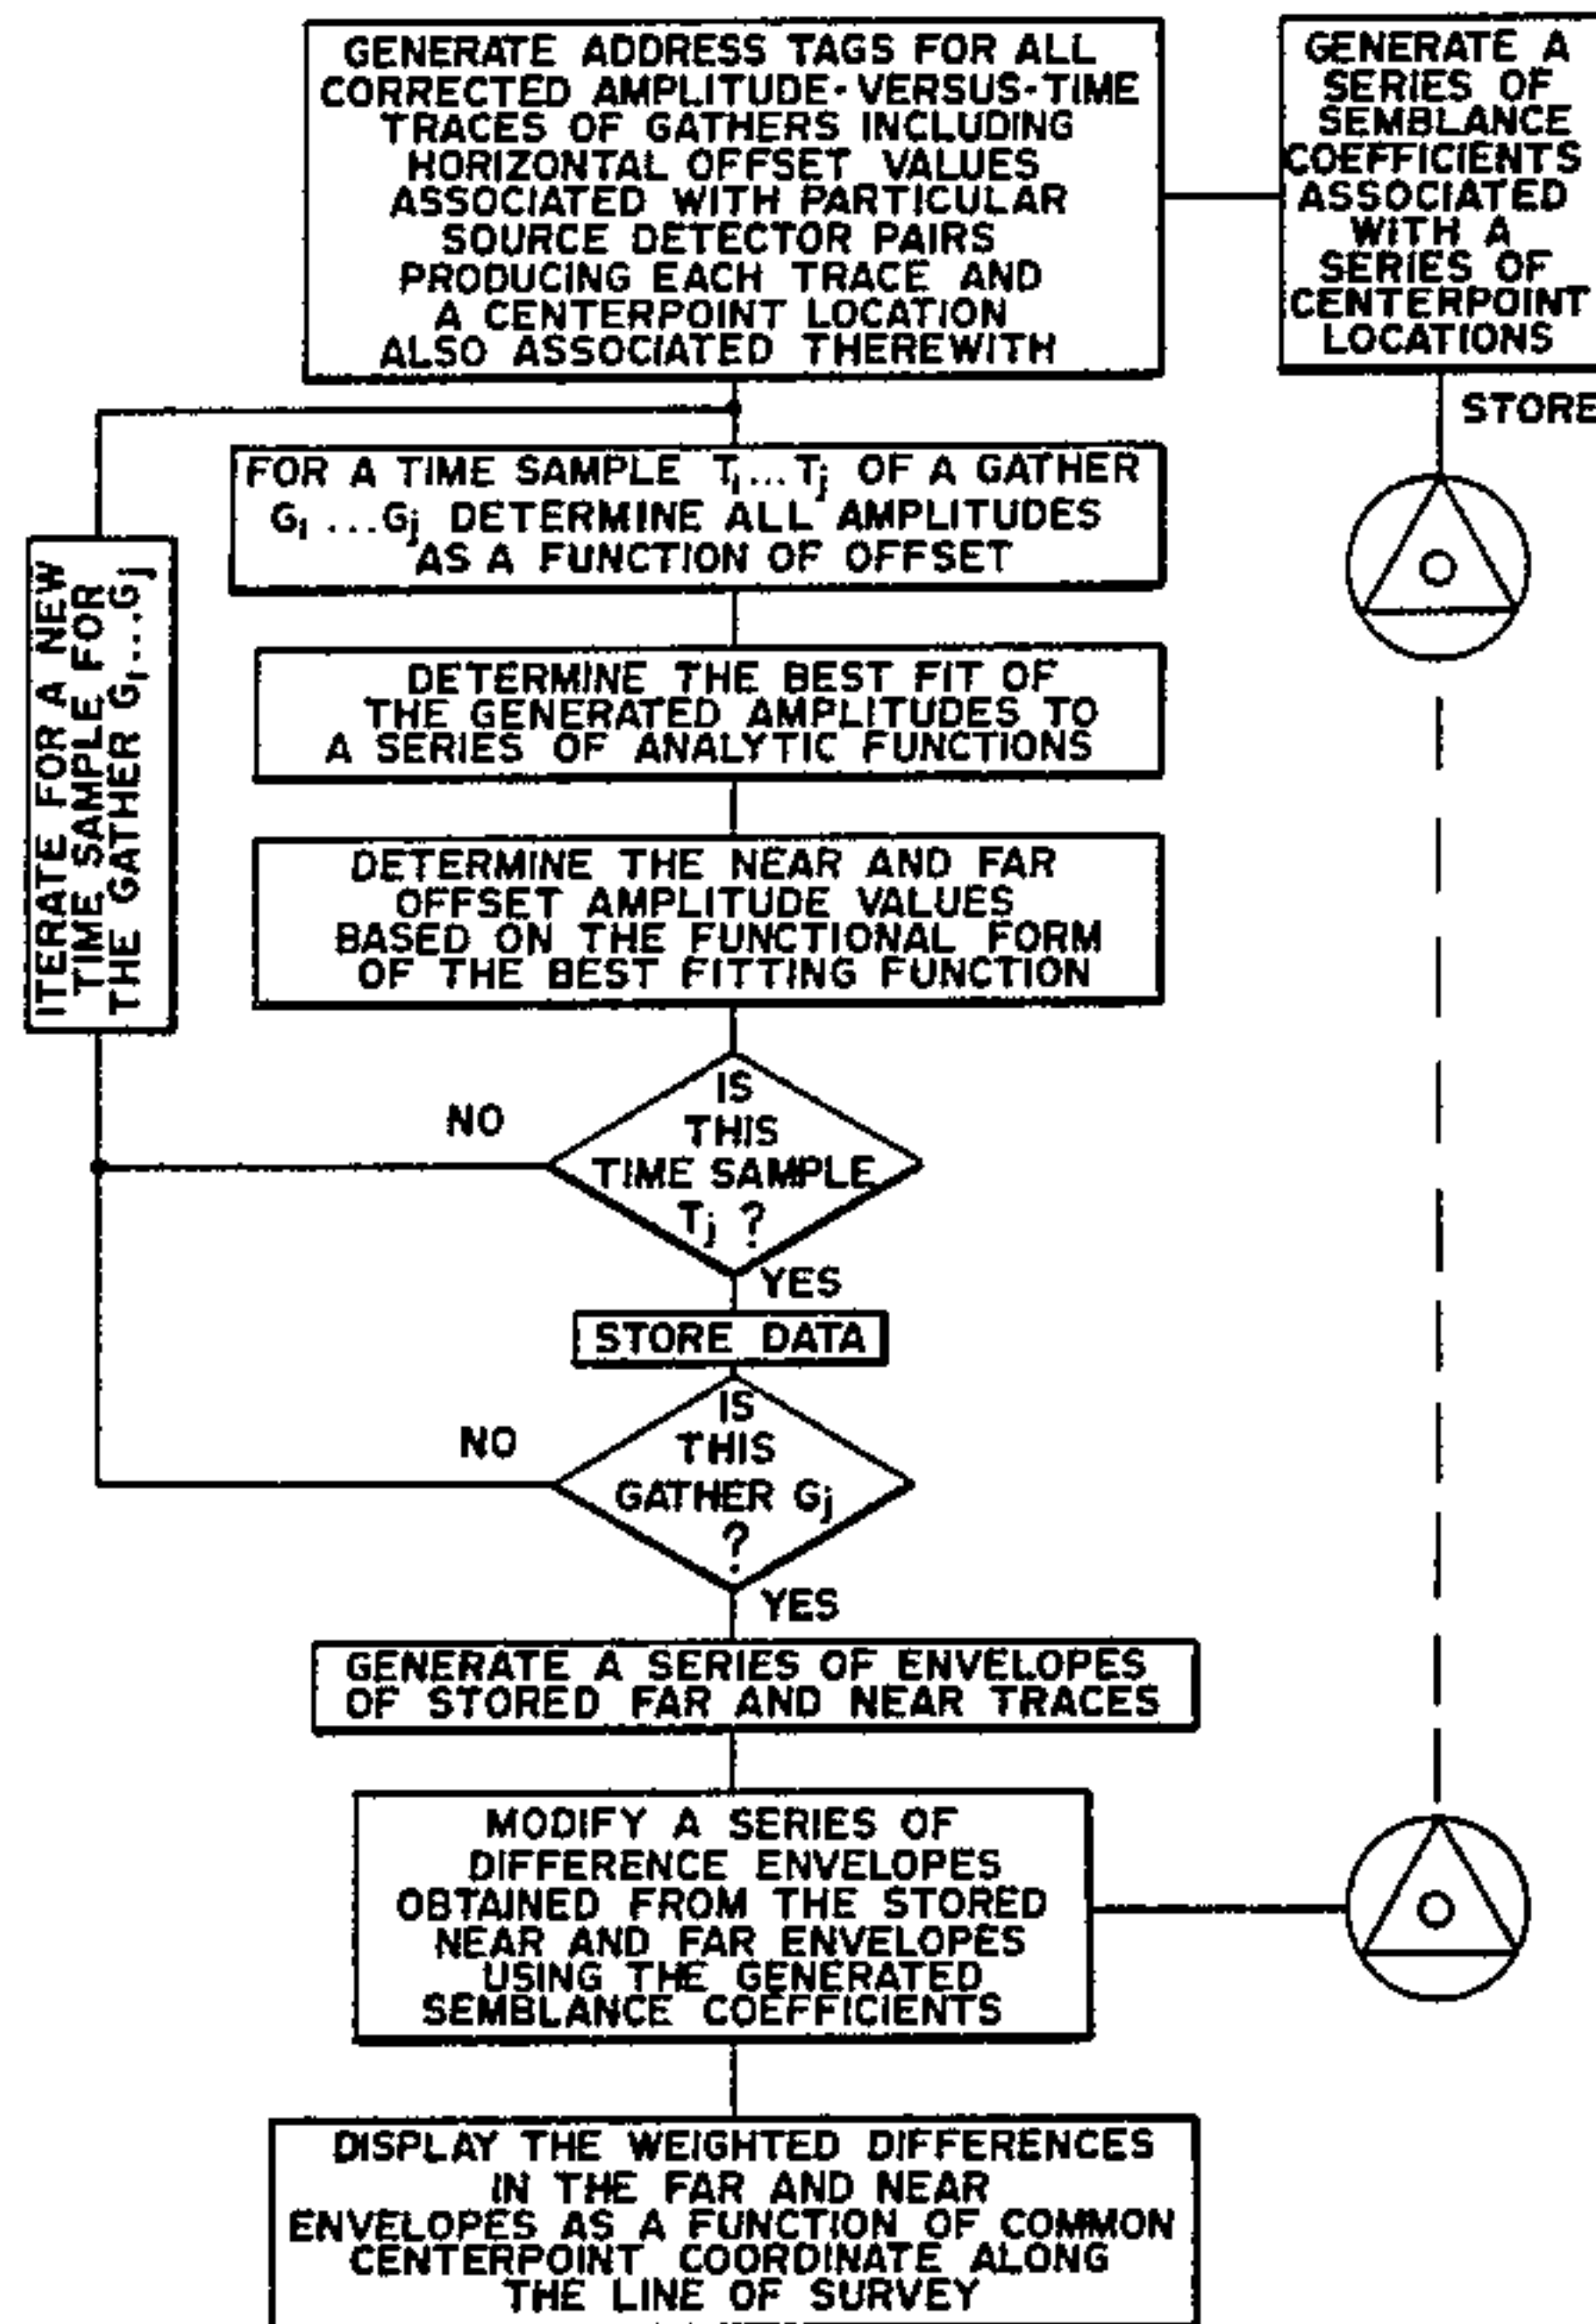 GENERATE ADDRESS TAGS FOR ALL
CORRECTED AMPLITUDE-VERSUS-TIME
TRACES OF GATHERS INCLUDING
HORIZONTAL OFFSET VALUES
ASSOCIATED WITH PARTICULAR
SOURCE DETECTOR PAIRS
PRODUCING EACH TRACE AND
A CENTERPOINT LOCATION
ALSO ASSOCIATED THEREWITH
GENERATE A
SERIES OF
SEMBLANCE
COEFFICIENTS
ASSOCIATED
WITH A
SERIES OF
CENTERPOINT
LOCATIONS
STORE
FOR A TIME SAMPLE Tı...Tj OF A GATHER
Gı ...Gj DETERMINE ALL AMPLITUDES
AS A FUNCTION OF OFFSET
ITERATE FOR A NEW
TIME SAMPLE FOR
THE GATHER Gı...Gj
DETERMINE THE BEST FIT OF
THE GENERATED AMPLITUDES TO
A SERIES OF ANALYTIC FUNCTIONS
DETERMINE THE NEAR AND FAR
OFFSET AMPLITUDE VALUES
BASED ON THE FUNCTIONAL FORM
OF THE BEST FITTING FUNCTION
NO
IS
THIS
TIME SAMPLE
Tj ?
YES
STORE DATA
NO
IS
THIS
GATHER Gj
?
YES
GENERATE A SERIES OF ENVELOPES
OF STORED FAR AND NEAR TRACES
MODIFY A SERIES OF
DIFFERENCE ENVELOPES
OBTAINED FROM THE STORED
NEAR AND FAR ENVELOPES
USING THE GENERATED
SEMBLANCE COEFFICIENTS
DISPLAY THE WEIGHTED DIFFERENCES
IN THE FAR AND NEAR
ENVELOPES AS A FUNCTION OF COMMON
CENTERPOINT COORDINATE ALONG
THE LINE OF SURVEY